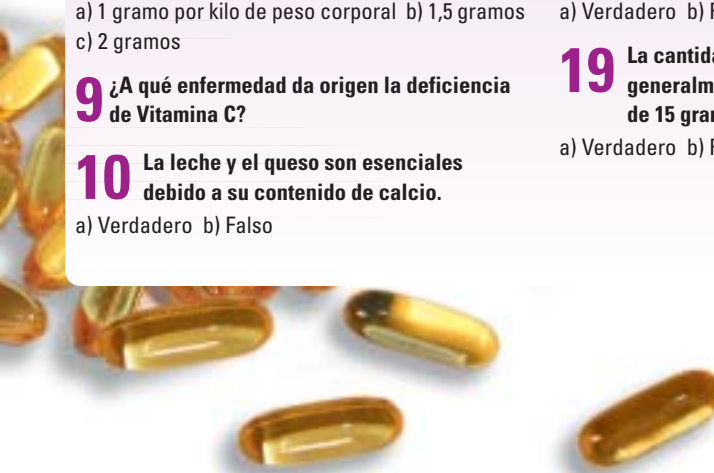 a) 1 gramo por kilo de peso corporal b) 1,5 gramos
c) 2 gramos
9 ¿A qué enfermedad da origen la deficiencia
de Vitamina C?
10 La leche y el queso son esenciales
debido a su contenido de calcio.
a) Verdadero b) Falso
a) Verdadero b)
19 La
generalm
de 15
a) Verdadero b)